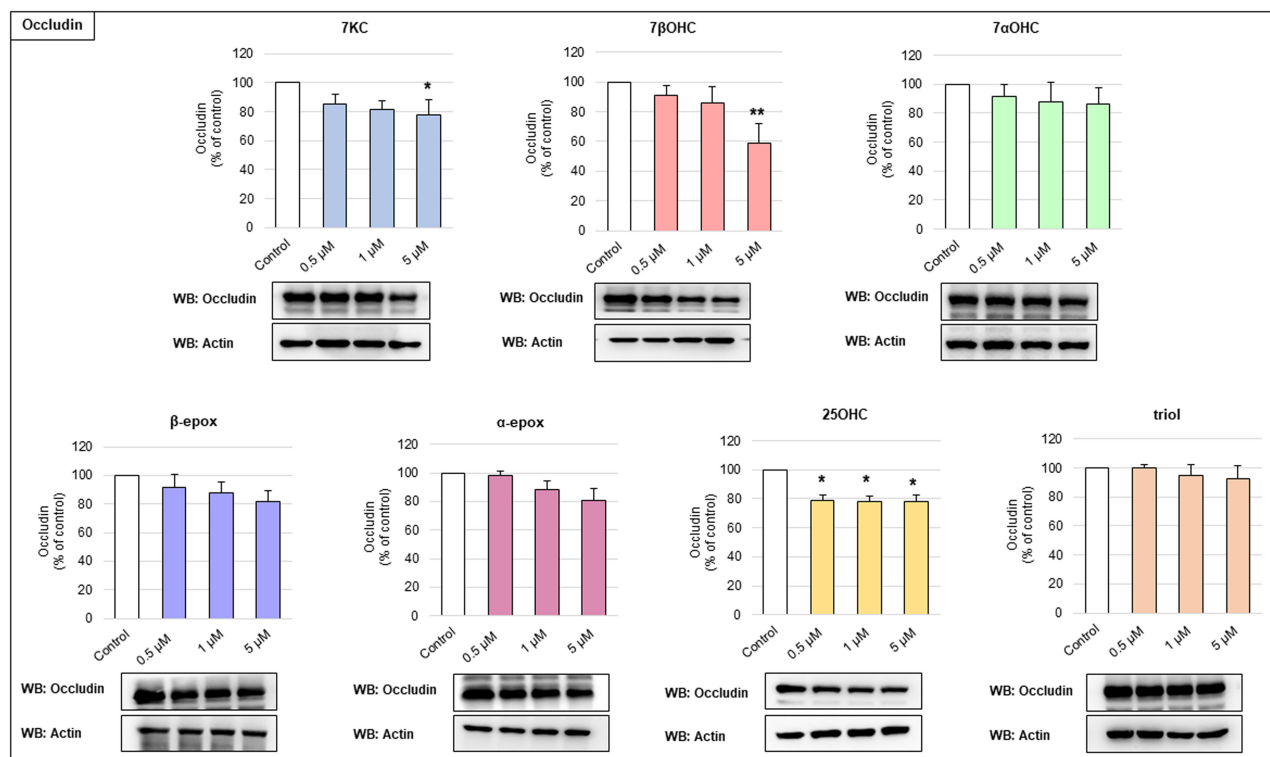 Occludin
7KC
Occludin
(% of control)
120
100
80
60
40
20
0
*
Control
0.5 µM
1 µM
5 µM
WB: Occludin
WB: Actin
7βOHC
Occludin
(% of control)
120
100
80
60
40
20
0
**
Control
0.5 µM
1 µM
5 µM
WB: Occludin
WB: Actin
7αOHC
Occludin
(% of control)
120
100
80
60
40
20
0
Control
0.5 µM
1 µM
5 µM
WB: Occludin
WB: Actin
β-epox
Occludin
(% of control)
120
100
80
60
40
20
0
Control
0.5 µM
1 µM
5 µM
WB: Occludin
WB: Actin
α-epox
Occludin
(% of control)
120
100
80
60
40
20
0
Control
0.5 µM
1 µM
5 µM
WB: Occludin
WB: Actin
25OHC
Occludin
(% of control)
120
100
80
60
40
20
0
* * *
Control
0.5 µM
1 µM
5 µM
WB: Occludin
WB: Actin
triol
Occludin
(% of control)
120
100
80
60
40
20
0
Control
0.5 µM
1 µM
5 µM
WB: Occludin
WB: Actin